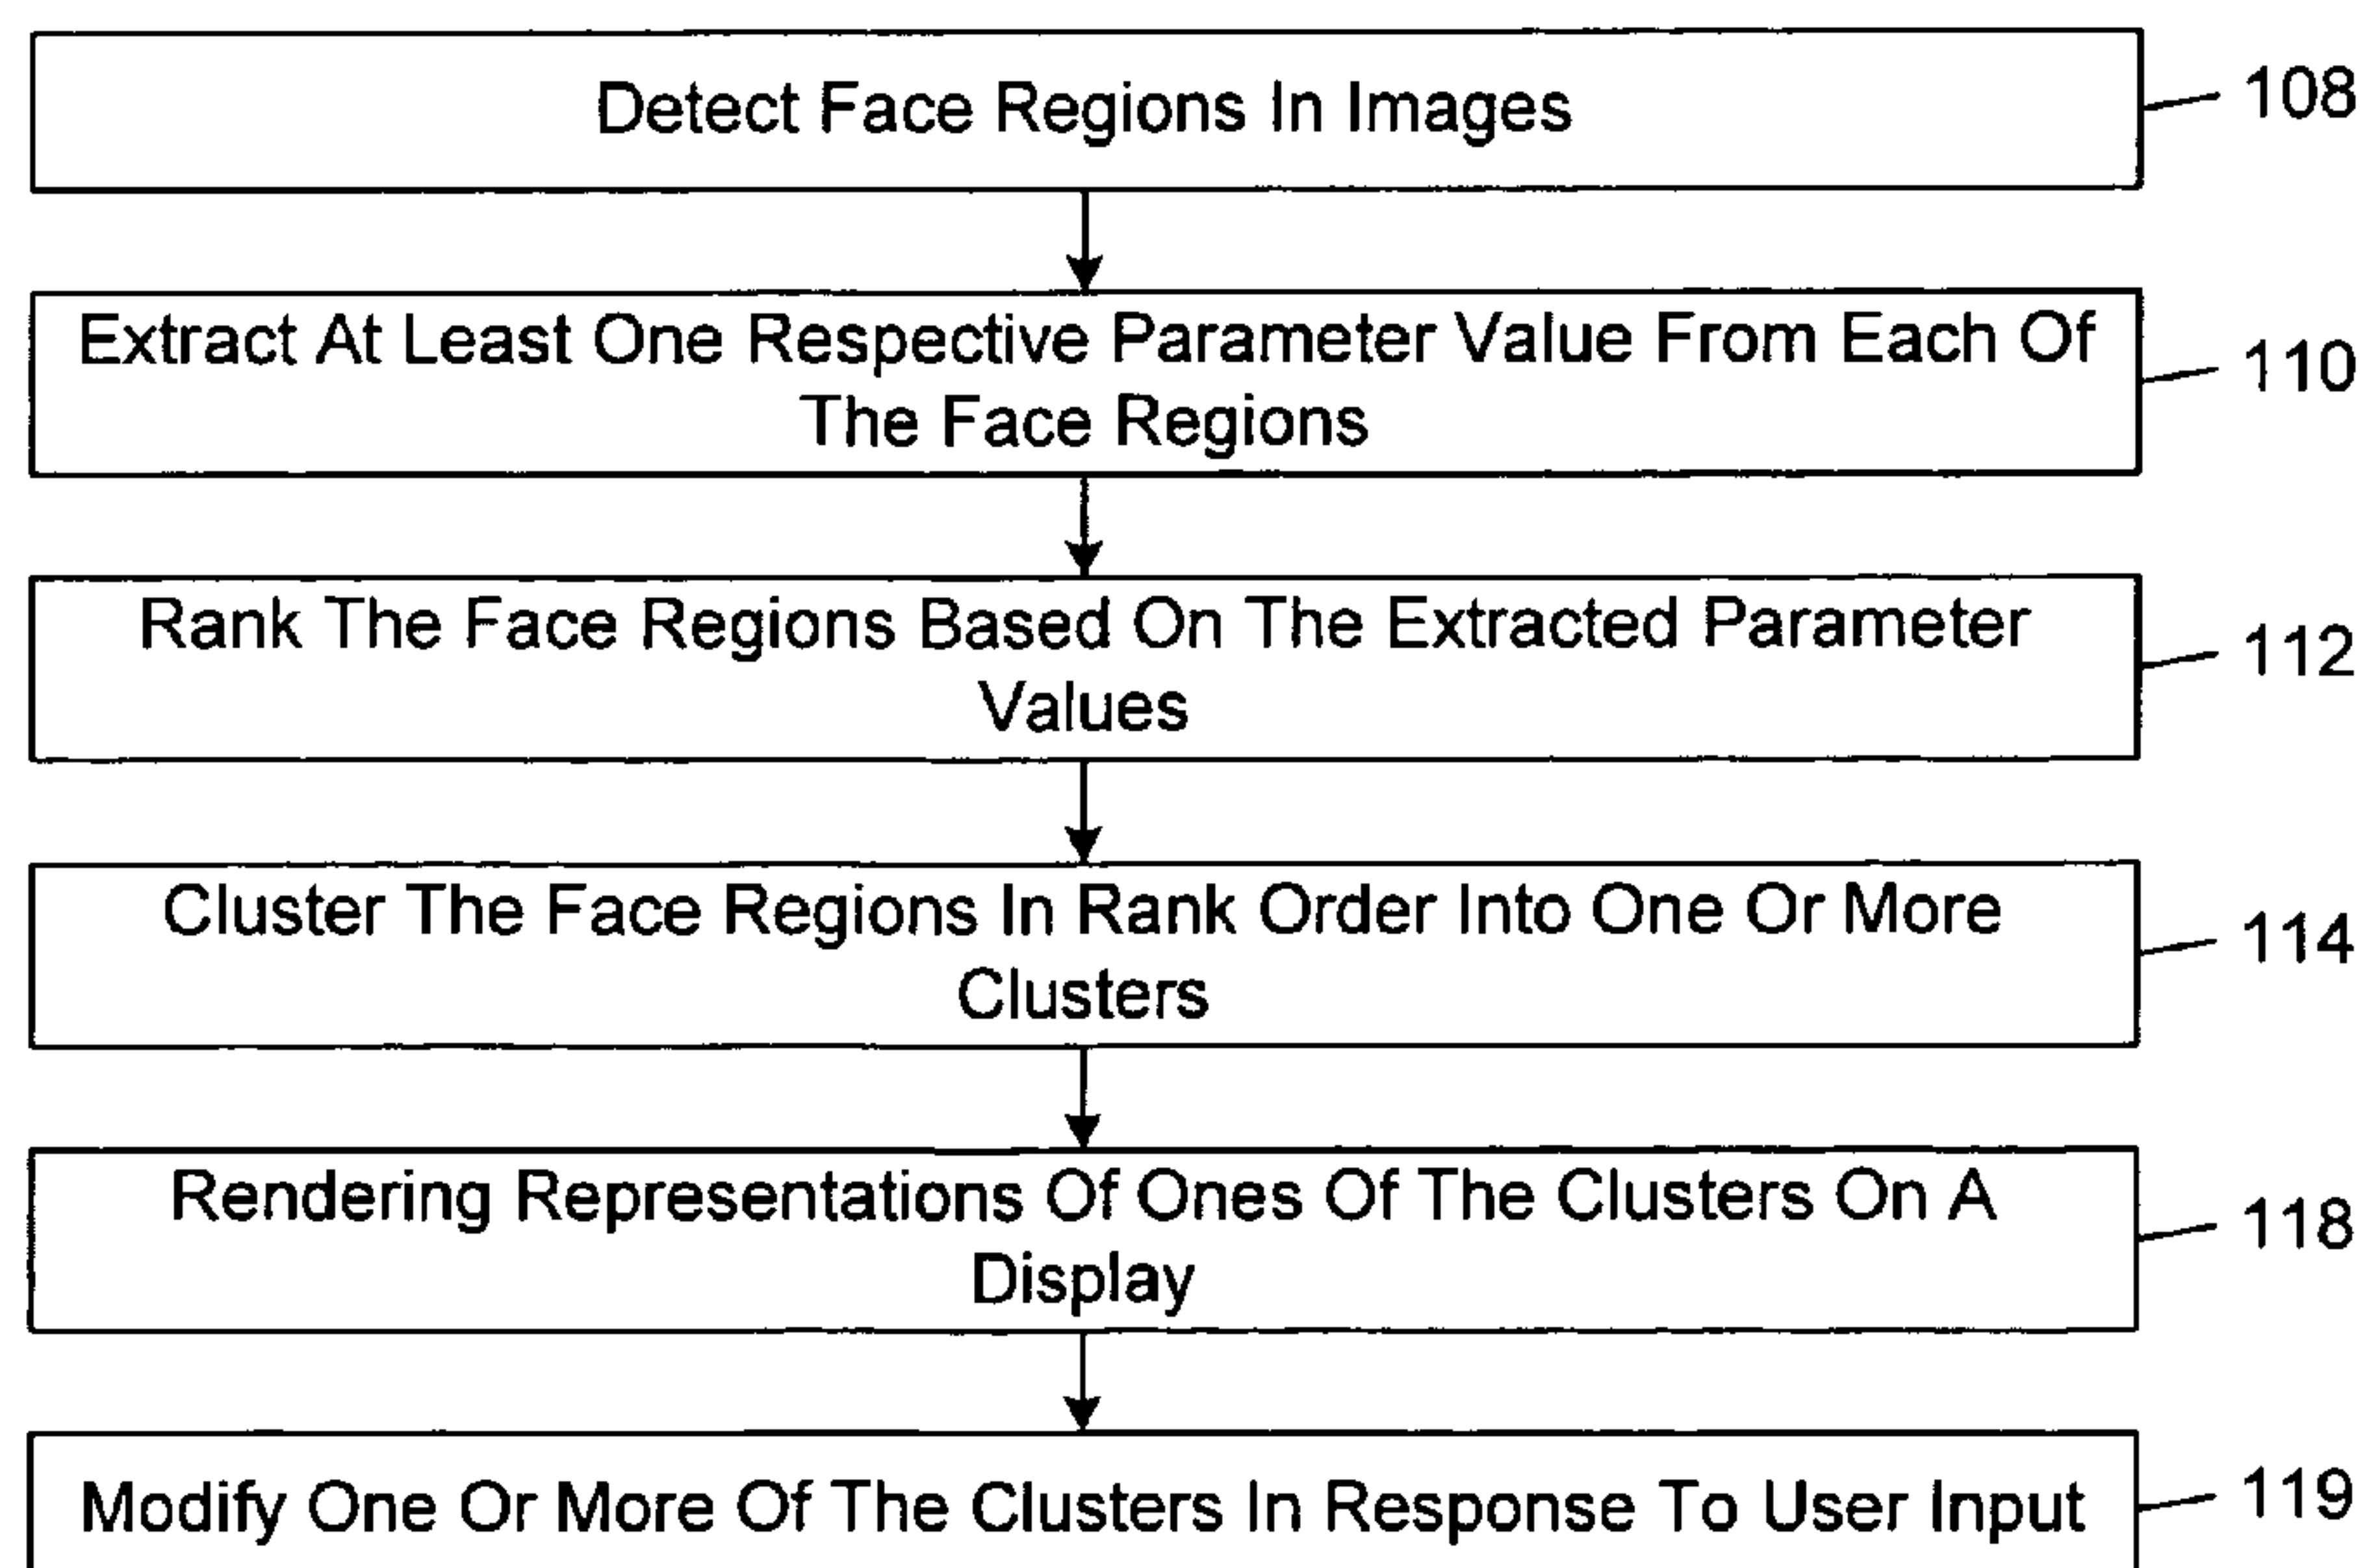 Detect Face Regions In Images
108
Extract At Least One Respective Parameter Value From Each Of
The Face Regions
110
Rank The Face Regions Based On The Extracted Parameter
Values
112
Cluster The Face Regions In Rank Order Into One Or More
Clusters
114
Rendering Representations Of Ones Of The Clusters On A
Display
118
Modify One Or More Of The Clusters In Response To User Input
119